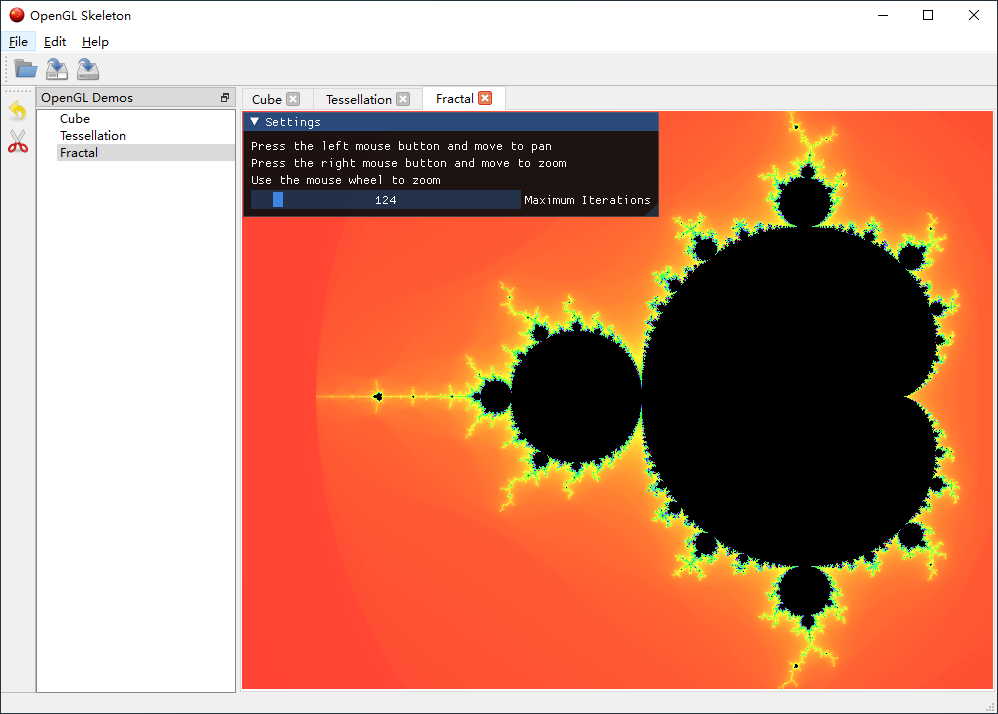 OpenGL Skeleton
File Edit Help
OpenGL Demos
Cube
Tessellation
Fractal
Cube Tessellation Fractal
Settings
Press the left mouse button and move to pan
Press the right mouse button and move to zoom
Use the mouse wheel to zoom
124 Maximum Iterations